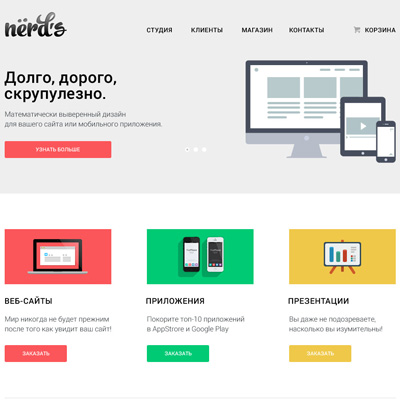 nërd's
СТУДИЯ КЛИЕНТЫ МАГАЗИН КОНТАКТЫ КОРЗИНА
Долго, дорого,
скрупулезно.
Математически выверенный дизайн
для вашего сайта или мобильного приложения.
УЗНАТЬ БОЛЬШЕ
ВЕБ-САЙТЫ
Мир никогда не будет прежним
после того как увидит ваш сайт!
ЗАКАЗАТЬ
ПРИЛОЖЕНИЯ
Покорите топ-10 приложений
в AppStrore и Google Play
ЗАКАЗАТЬ
ПРЕЗЕНТАЦИИ
Вы даже не подозреваете,
насколько вы изумительны!
ЗАКАЗАТЬ